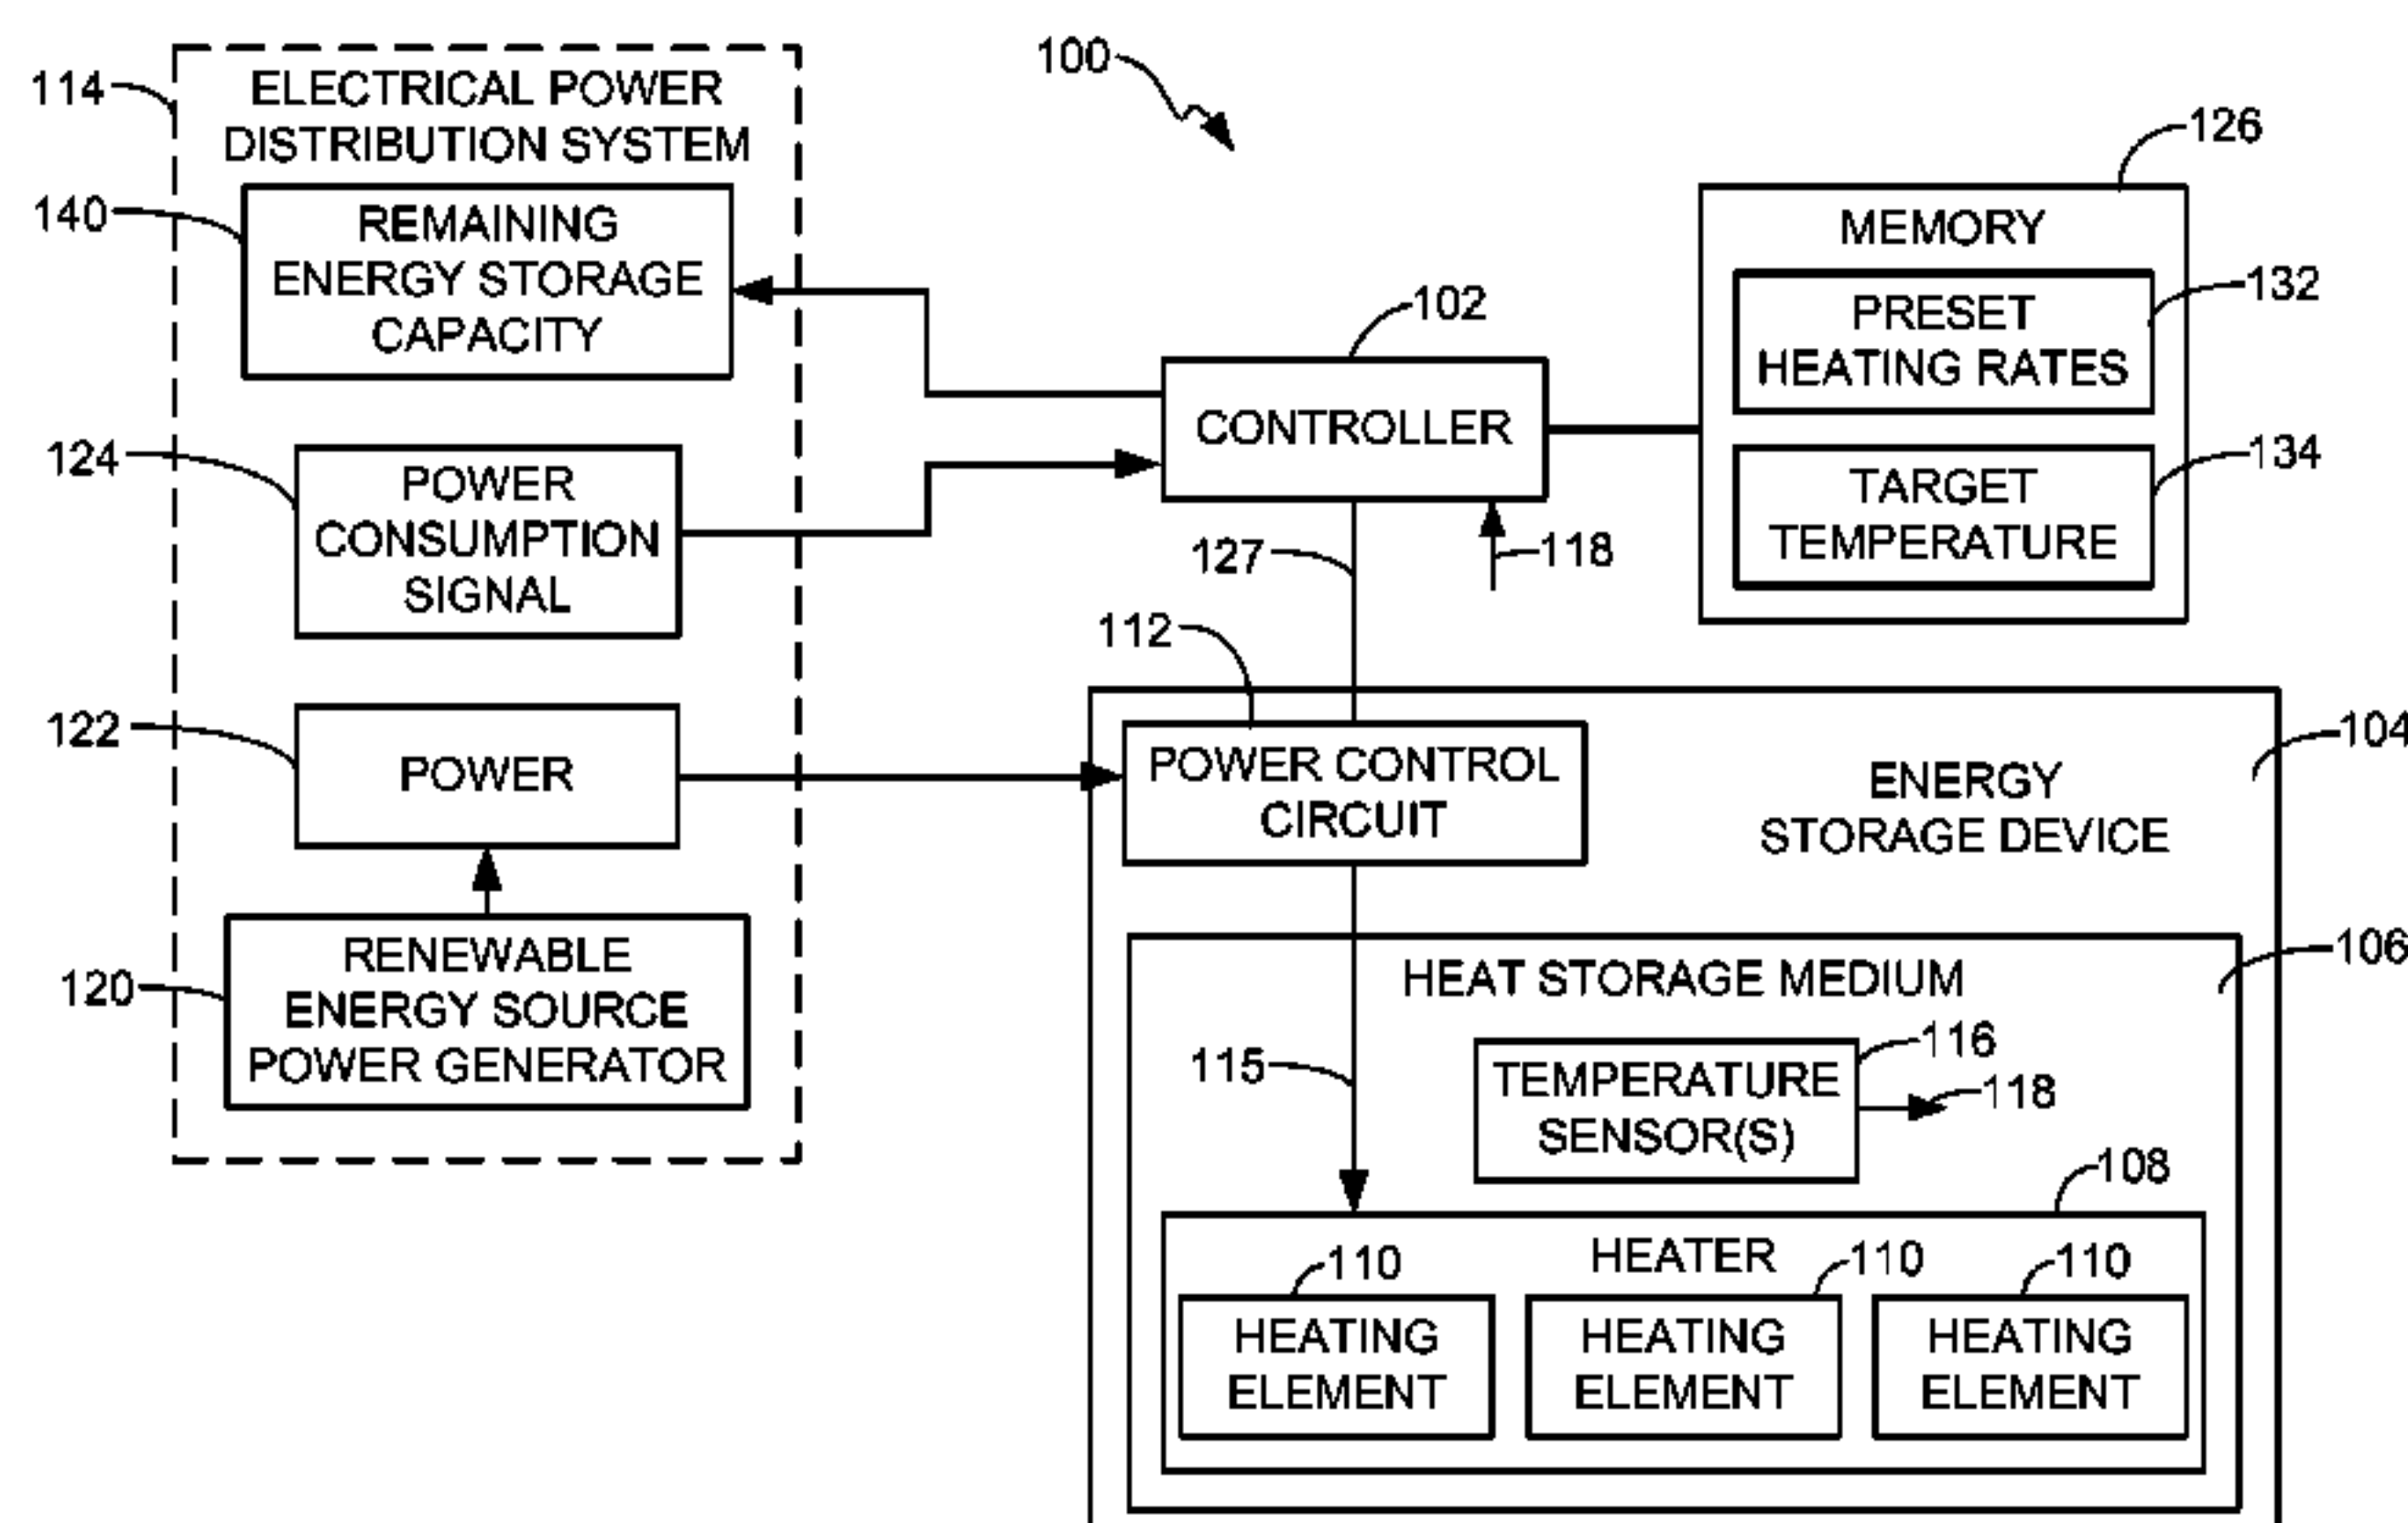 100
114
ELECTRICAL POWER
DISTRIBUTION SYSTEM
140
REMAINING
ENERGY STORAGE
CAPACITY
124
POWER
CONSUMPTION
SIGNAL
122
POWER
120
RENEWABLE
ENERGY SOURCE
POWER GENERATOR
102
CONTROLLER
127
118
126
MEMORY
132
PRESET
HEATING RATES
134
TARGET
TEMPERATURE
112
POWER CONTROL
CIRCUIT
104
ENERGY
STORAGE DEVICE
106
HEAT STORAGE MEDIUM
115
116
TEMPERATURE
SENSOR(S)
118
108
HEATER
110
HEATING
ELEMENT
110
HEATING
ELEMENT
110
HEATING
ELEMENT